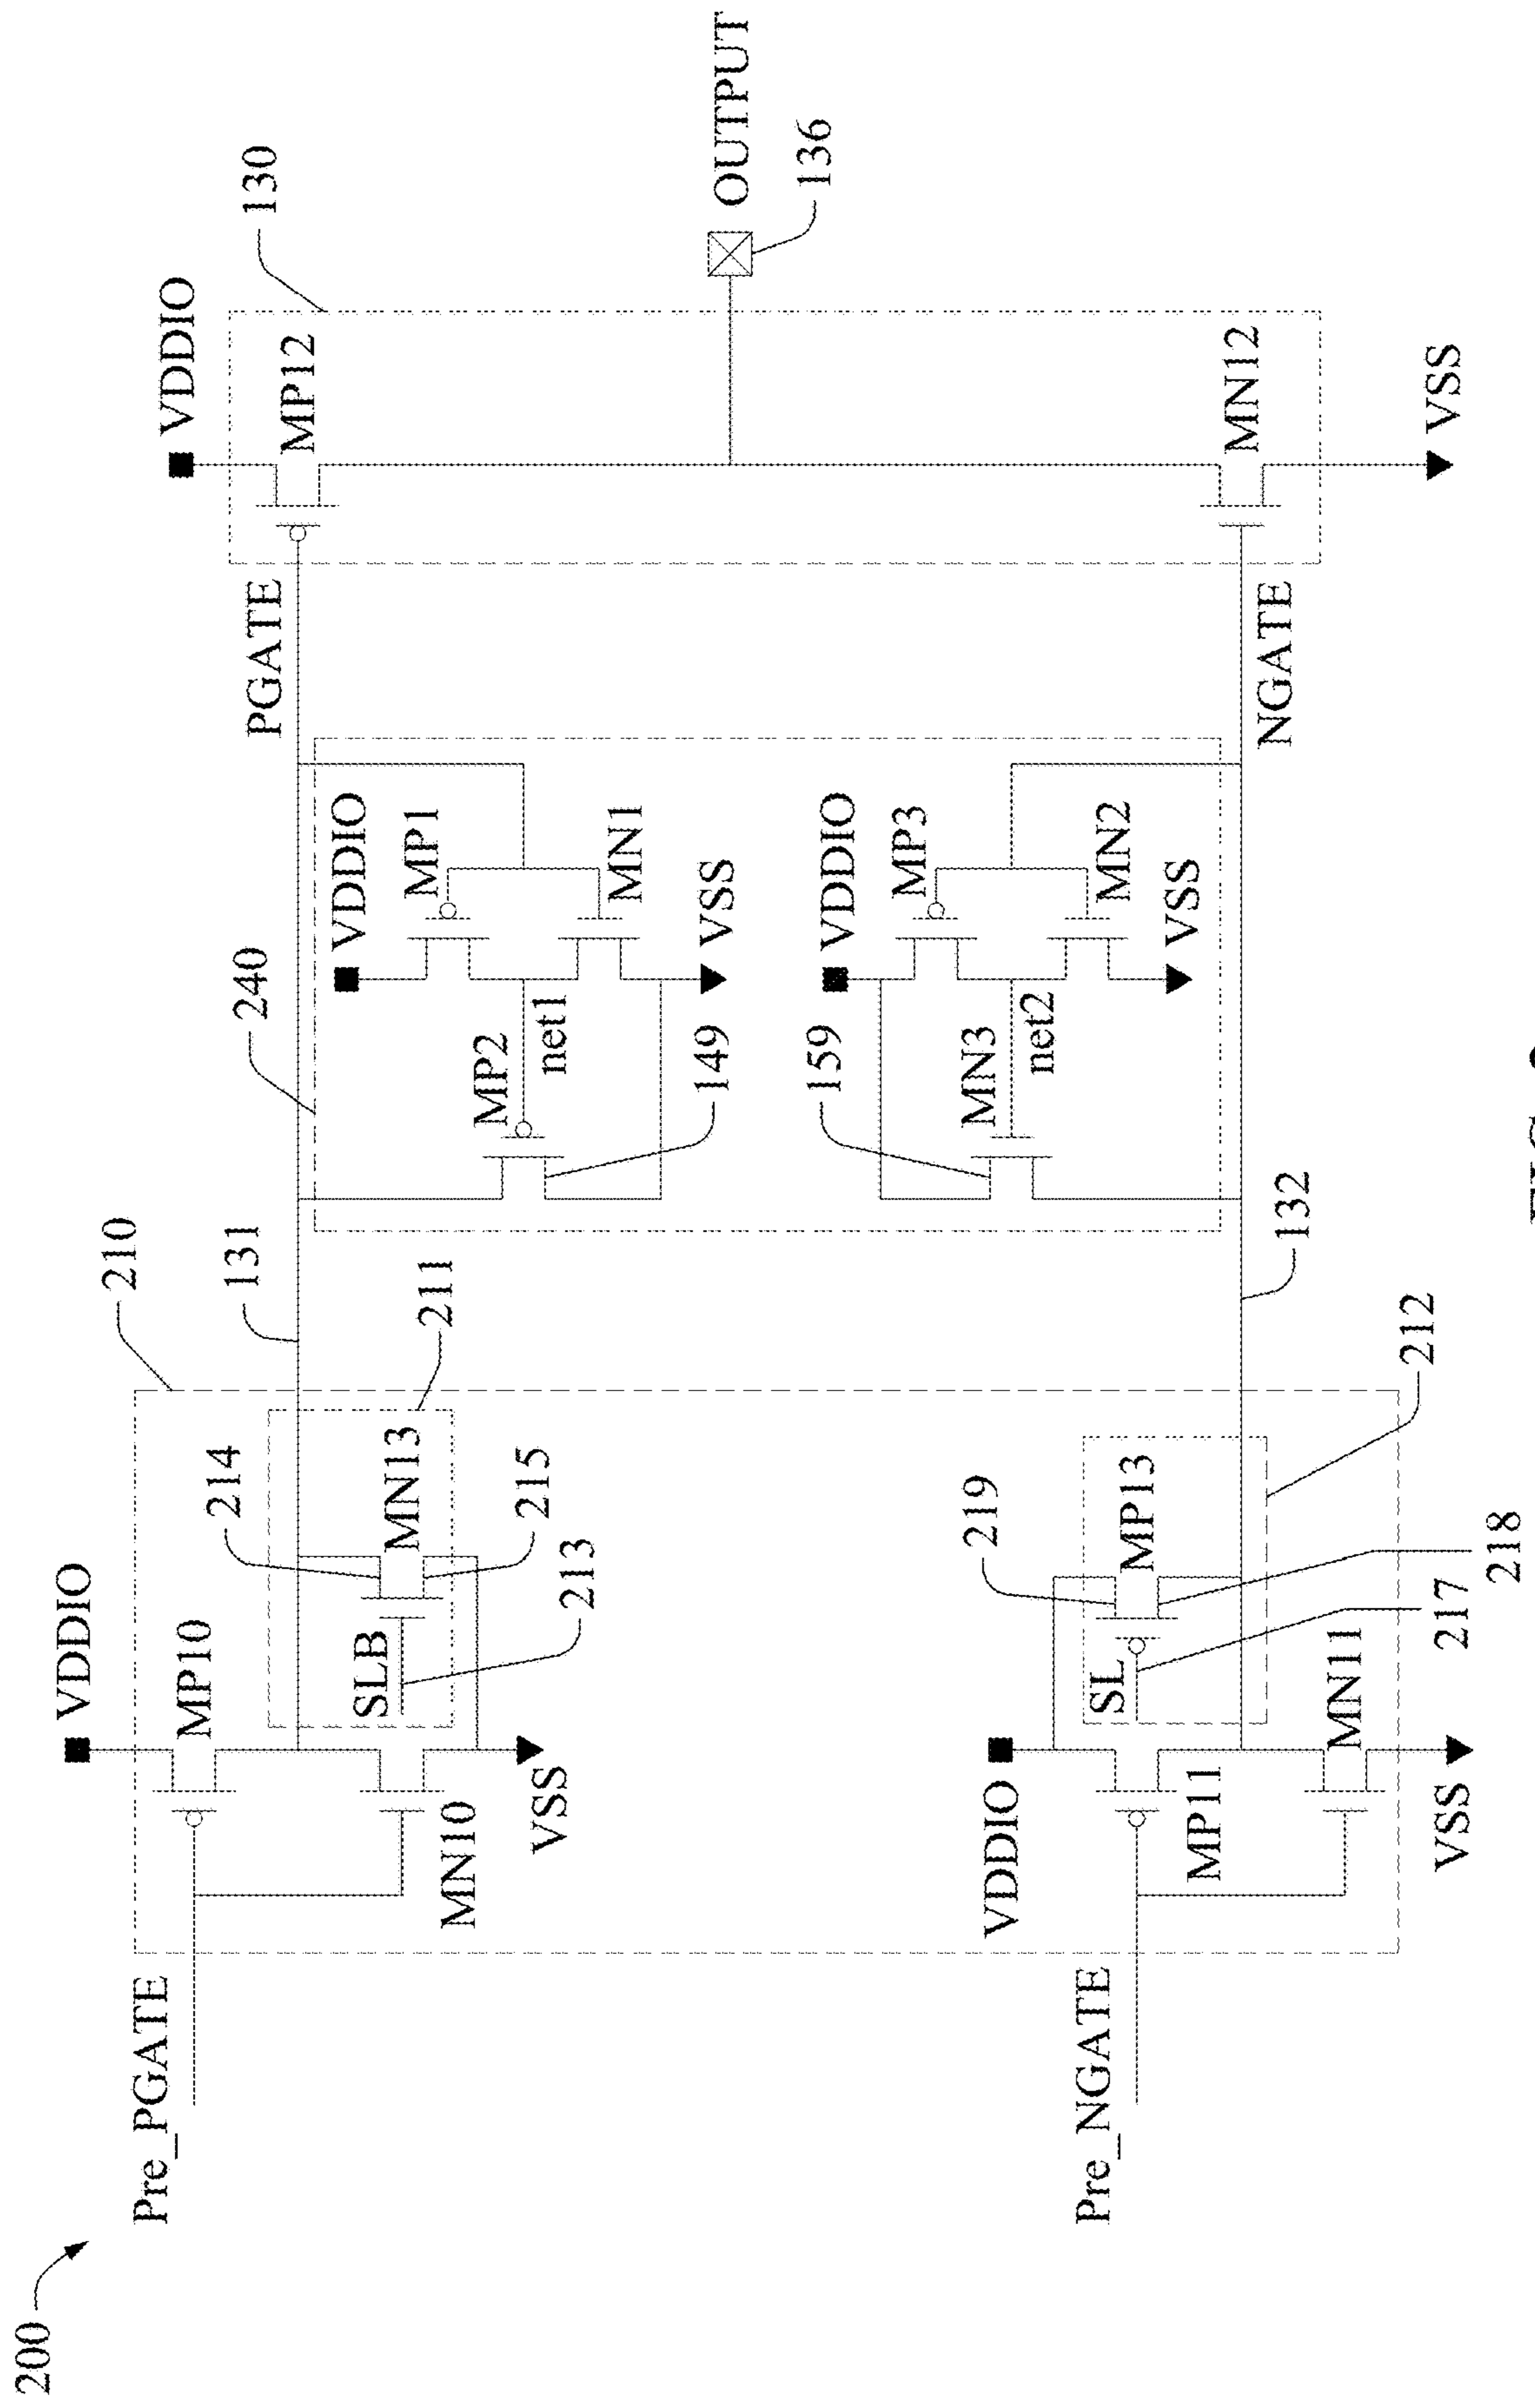 200
Pre_PGATE
VDDIO
MP10
MN10
VSS
SLB
MN13
213
214
215
211
210
131
240
VDDIO
MP1
MN1
VSS
MP2
net1
149
PGATE
VDDIO
MP12
130
OUTPUT
136
MN12
VSS
Pre_NGATE
VDDIO
MP11
MN11
VSS
SL
MP13
217
218
219
212
132
159
VDDIO
MP3
MN2
VSS
MN3
net2
NGATE